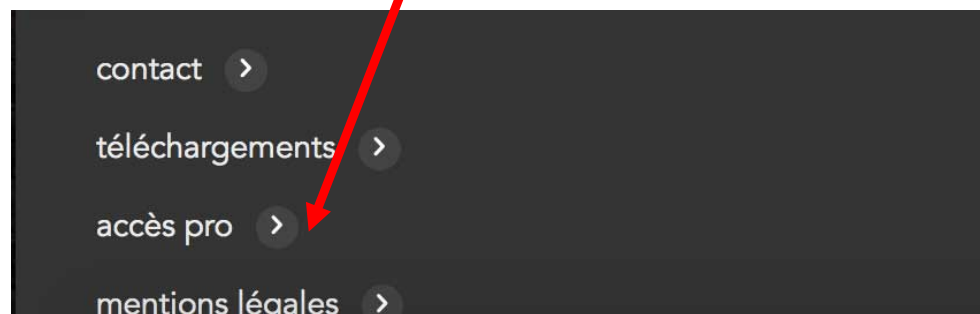 contact
téléchargements
accès pro
mentions légales